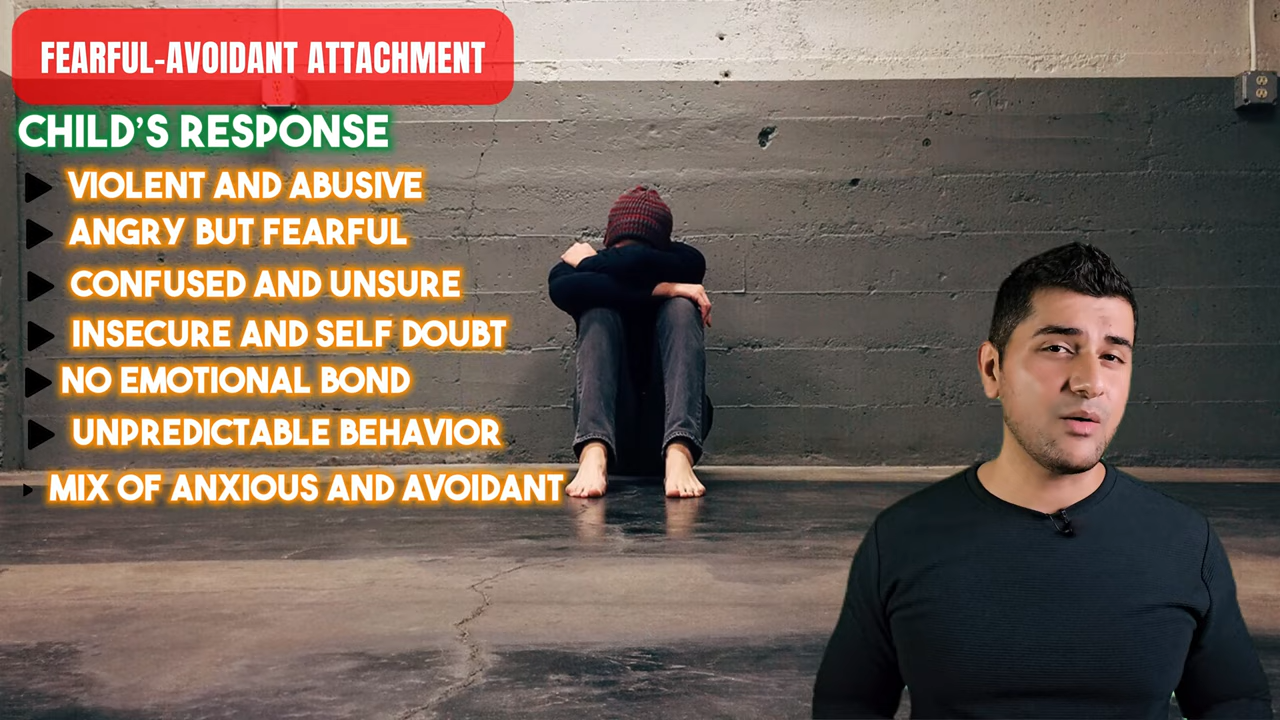 FEARFUL-AVOIDANT ATTACHMENT
CHILD'S RESPONSE
VIOLENT AND ABUSIVE
ANGRY BUT FEARFUL
CONFUSED AND UNSURE
INSECURE AND SELF DOUBT
NO EMOTIONAL BOND
UNPREDICTABLE BEHAVIOR
MIX OF ANXIOUS AND AVOIDANT